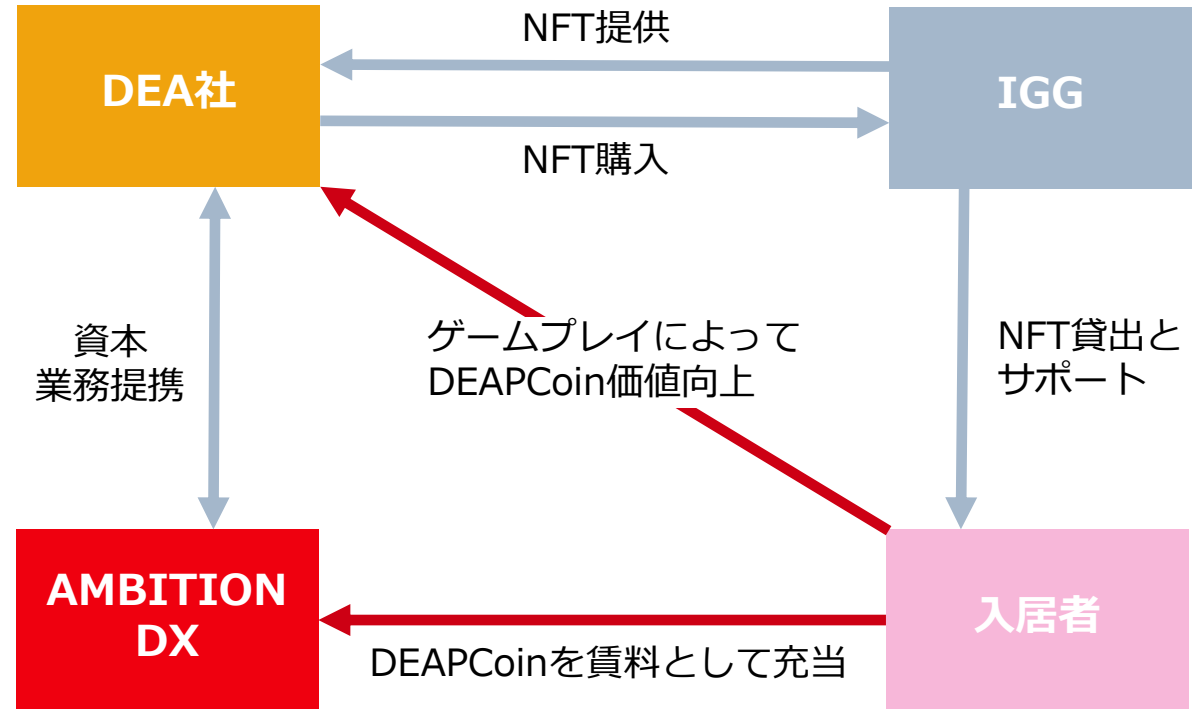 NFT提供
DEA社
IGG
NFT購入
資本
業務提携
ゲームプレイによって
DEAPCoin価値向上
NFT貸出と
サポート
AMBITION
DX
入居者
DEAPCoinを賃料として充当